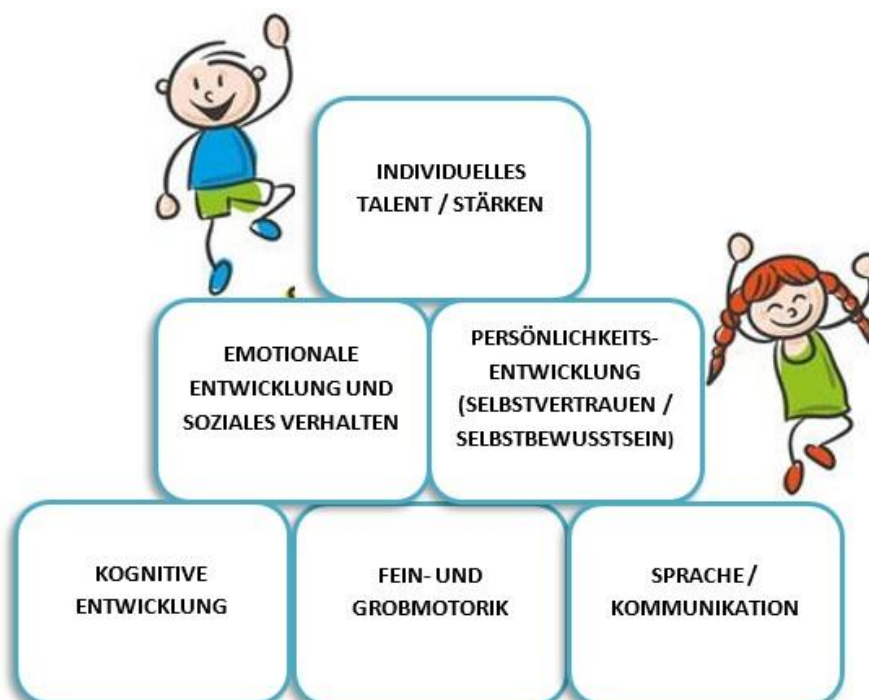 INDIVIDUELLES
TALENT / STÄRKEN
EMOTIONALE
ENTWICKLUNG UND
SOZIALES VERHALTEN
PERSÖNLICHKEITS-
ENTWICKLUNG
(SELBSTVERTRAUEN /
SELBSTBEWUSSTSEIN)
KOGNITIVE
ENTWICKLUNG
FEIN- UND
GROBMOTORIK
SPRACHE /
KOMMUNIKATION